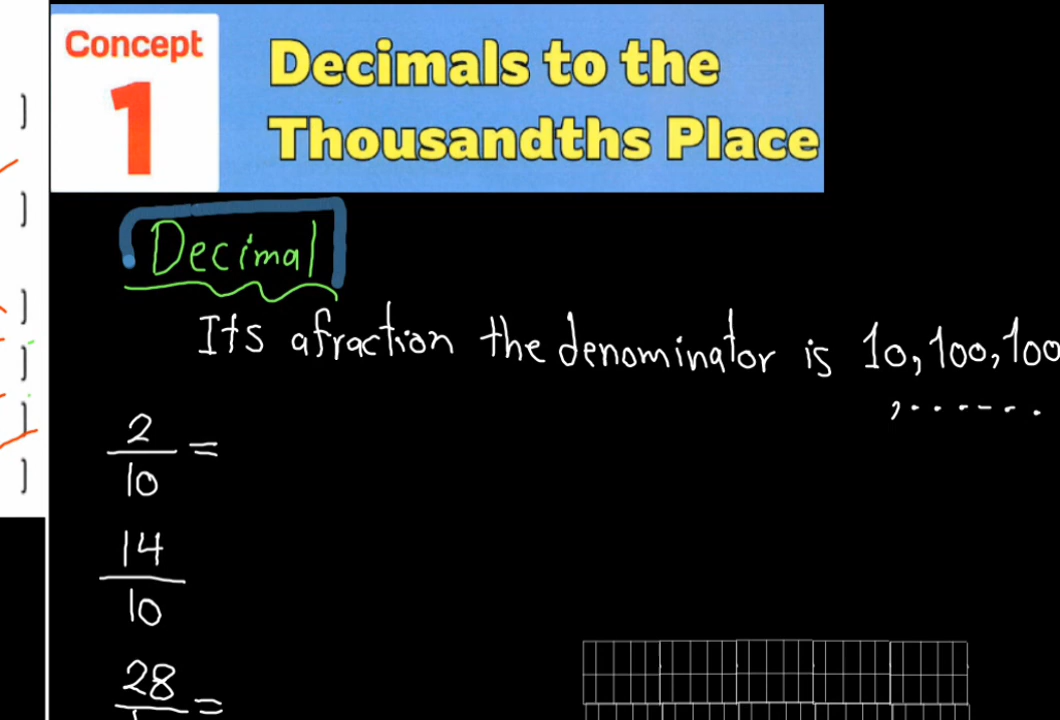 Concept
1
Decimals to the
Thousandths Place
Decimal
Its a fraction the denominator is 10, 100, 100
, . . . . . . .
2
10 =
14
10
28
=